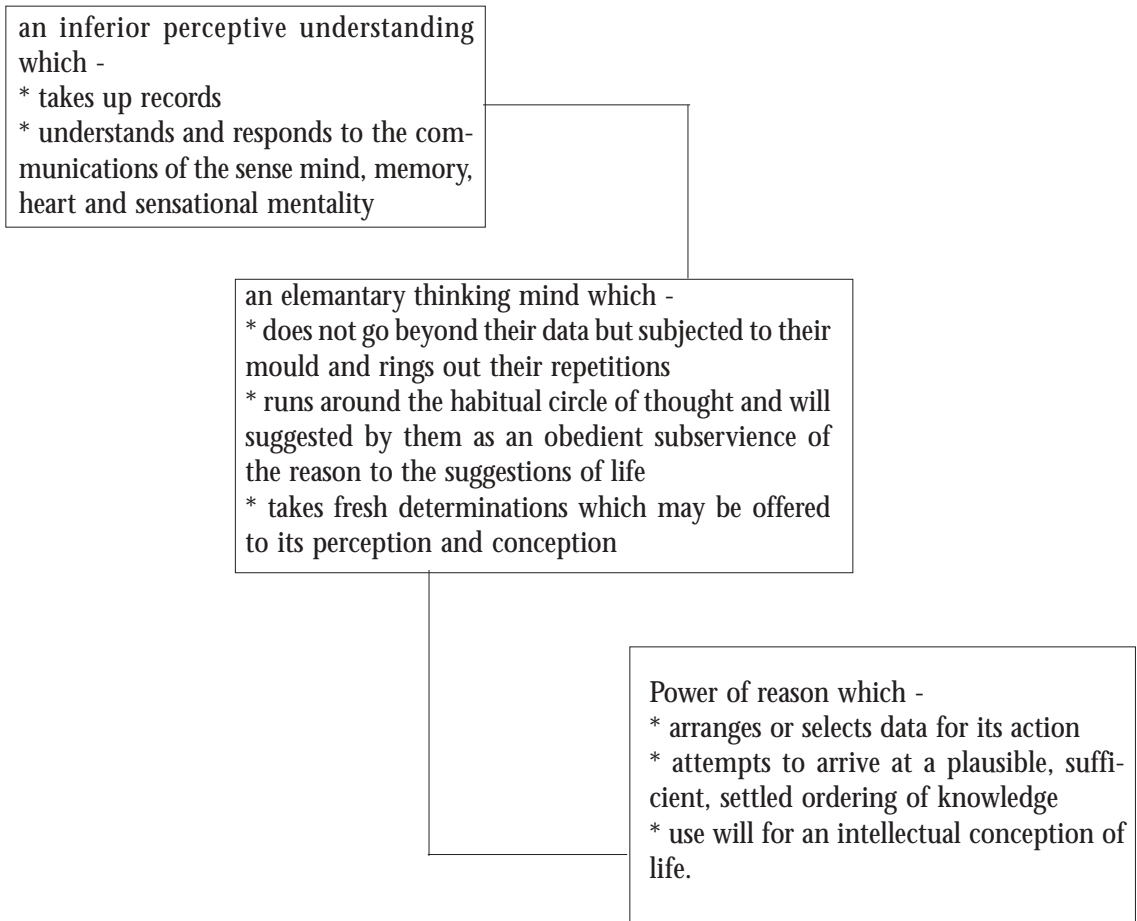 an inferior perceptive understanding
which -
* takes up records
* understands and responds to the com-
munications of the sense mind, memory,
heart and sensational mentality
an elemantary thinking mind which -
* does not go beyond their data but subjected to their
mould and rings out their repetitions
* runs around the habitual circle of thought and will
suggested by them as an obedient subservience of
the reason to the suggestions of life
* takes fresh determinations which may be offered
to its perception and conception
Power of reason which -
* arranges or selects data for its action
* attempts to arrive at a plausible, suffi-
cient, settled ordering of knowledge
* use will for an intellectual conception of
life.